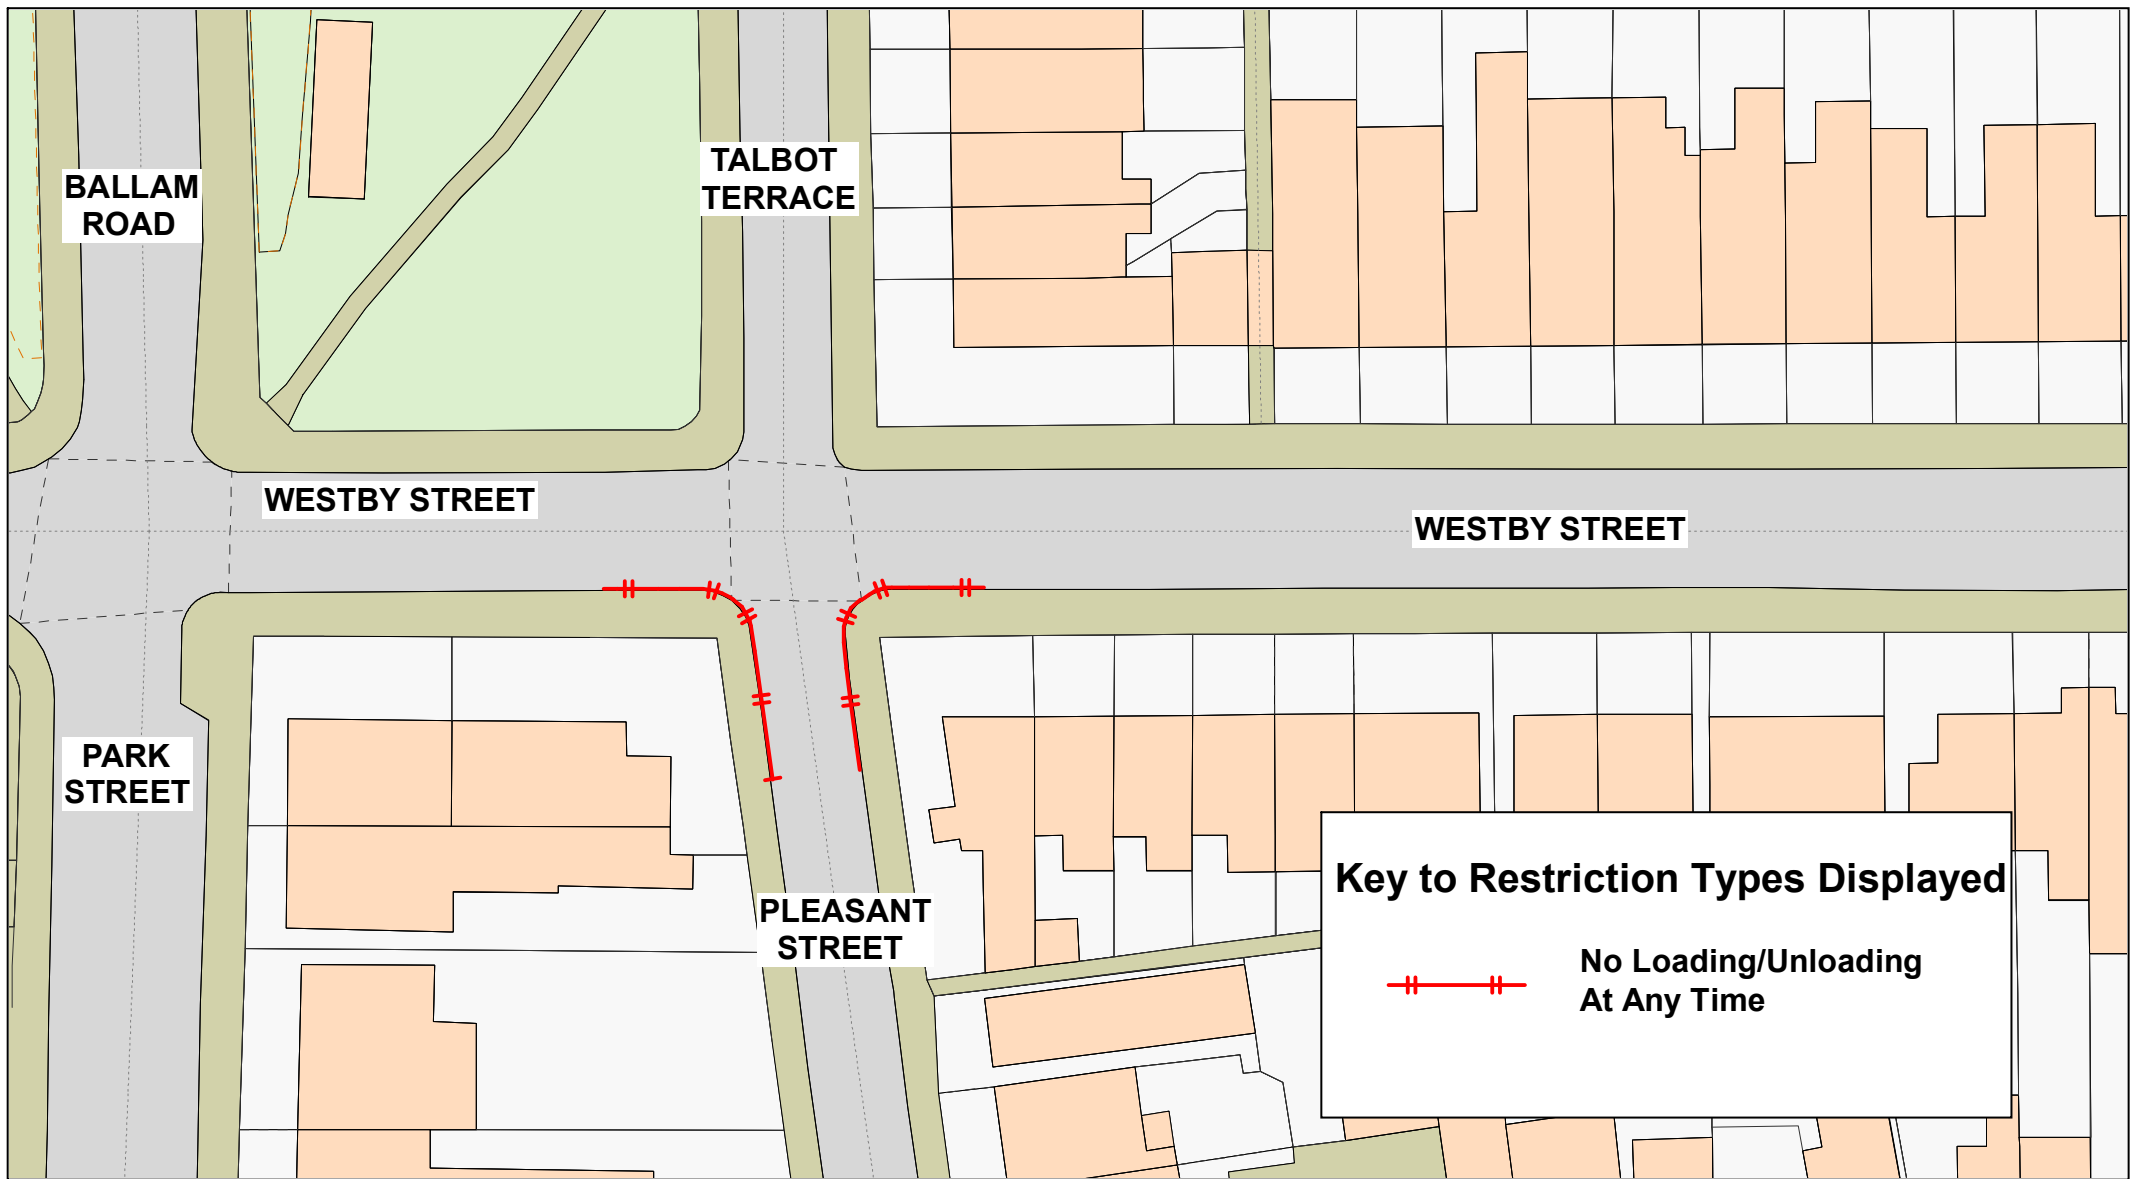 TALBOT
TERRACE
BALLAM
ROAD
WESTBY STREET
WESTBY STREET
PARK
STREET
PLEASANT
STREET
Key to Restriction Types Displayed
No Loading/Unloading
At Any Time